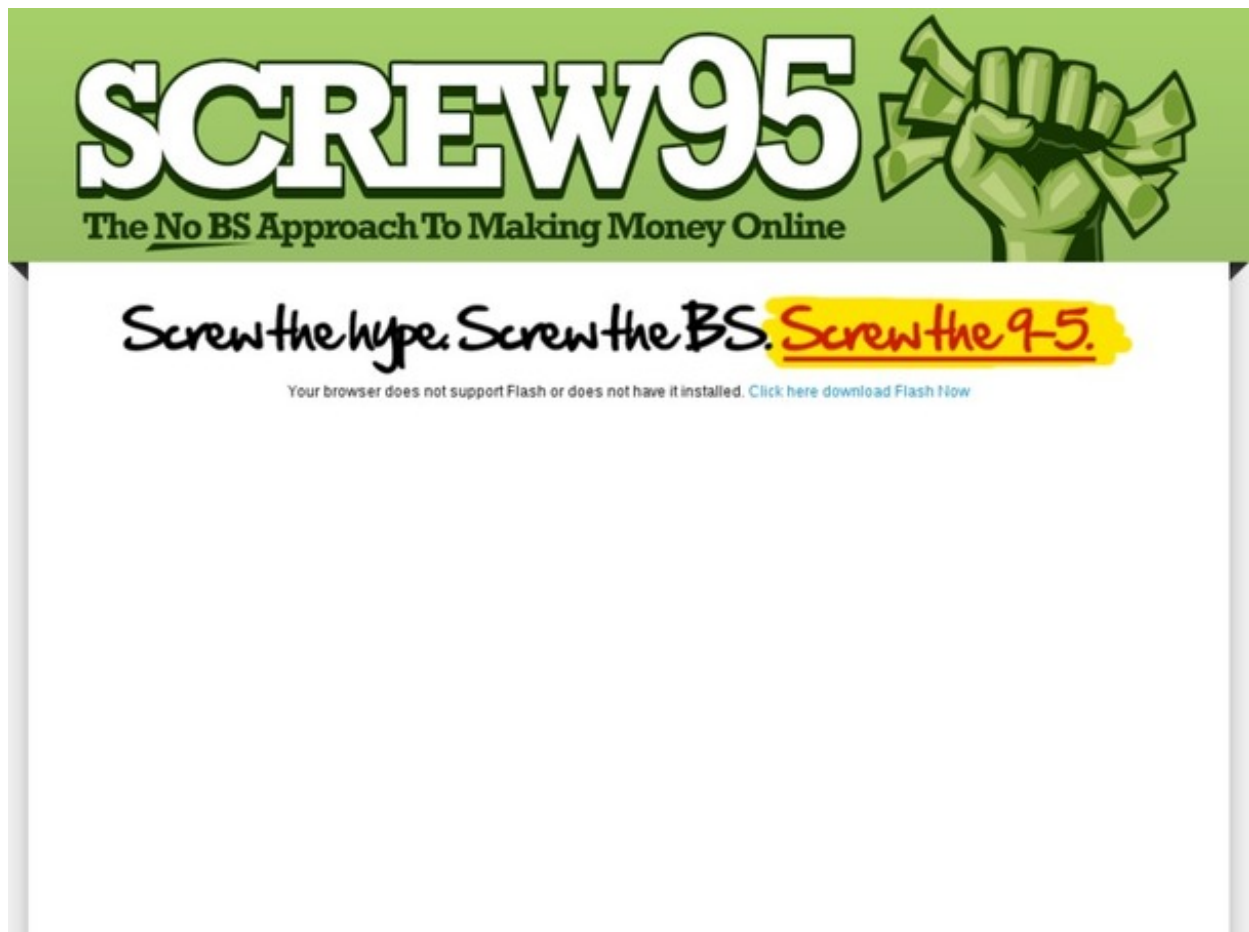 SCREW95
The No BS Approach To Making Money Online
Screw the hype. Screw the BS. Screw the 9-5.
Your browser does not support Flash or does not have it installed. Click here download Flash Now